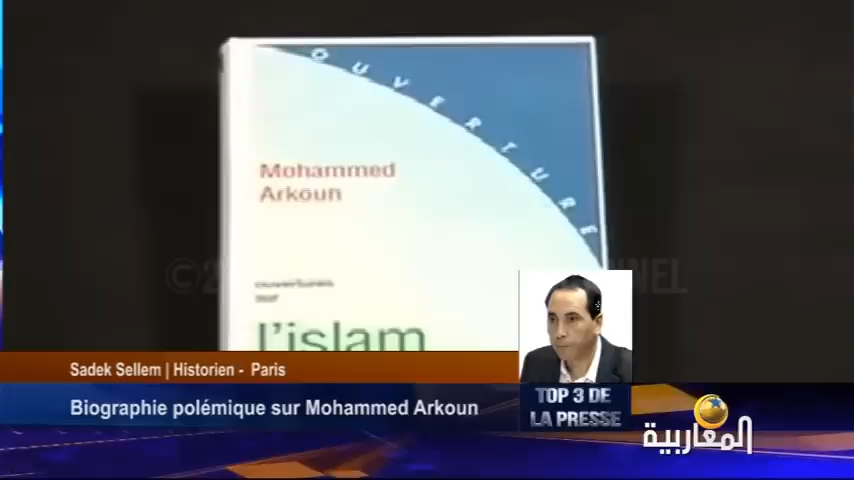 OUVERTURE
Mohammed
Arkoun
ouvertures
sur
l'islam
Sadek Sellem | Historien - Paris
Biographie polémique sur Mohammed Arkoun
TOP 3 DE
LA PRESSE
المغاربية